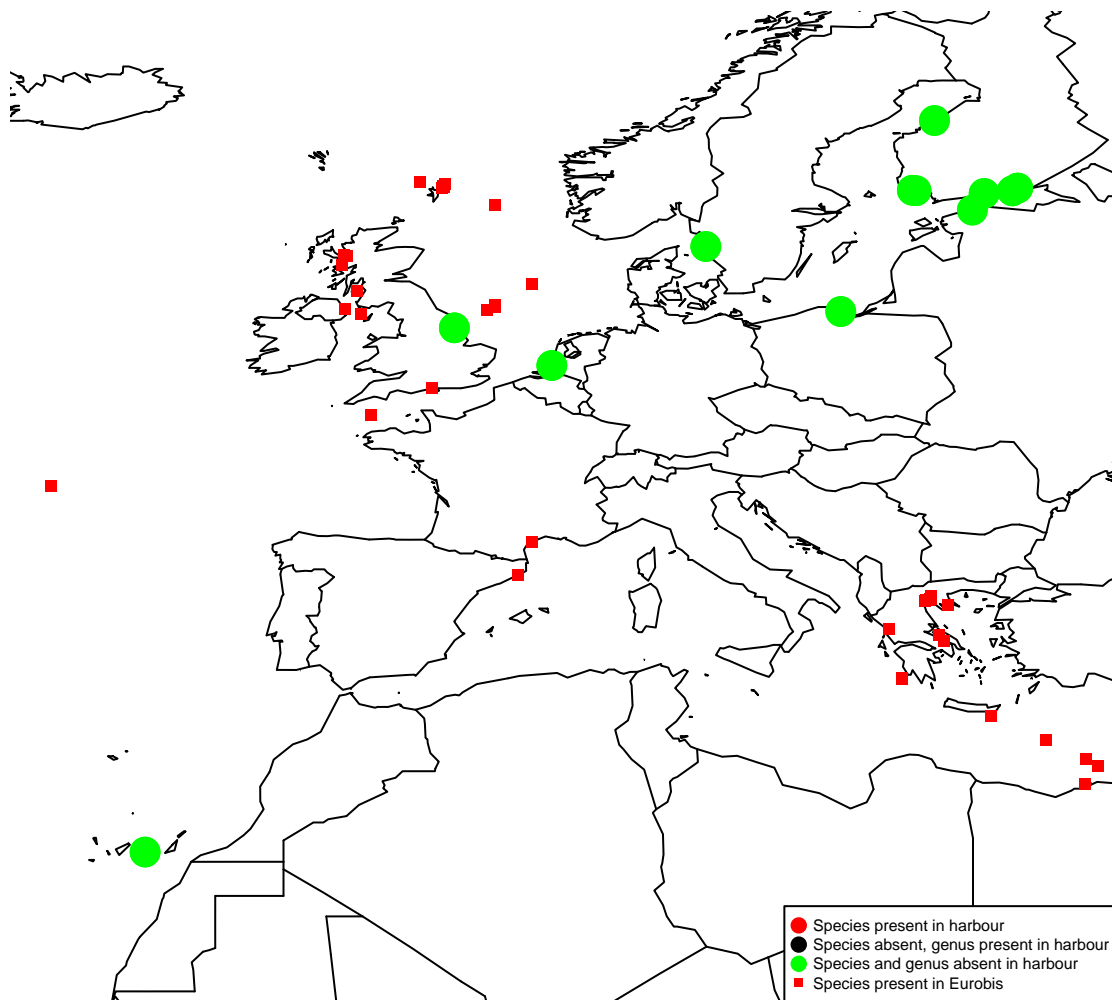 Species present in harbour
Species absent, genus present in harbour
Species and genus absent in harbour
Species present in Eurobis